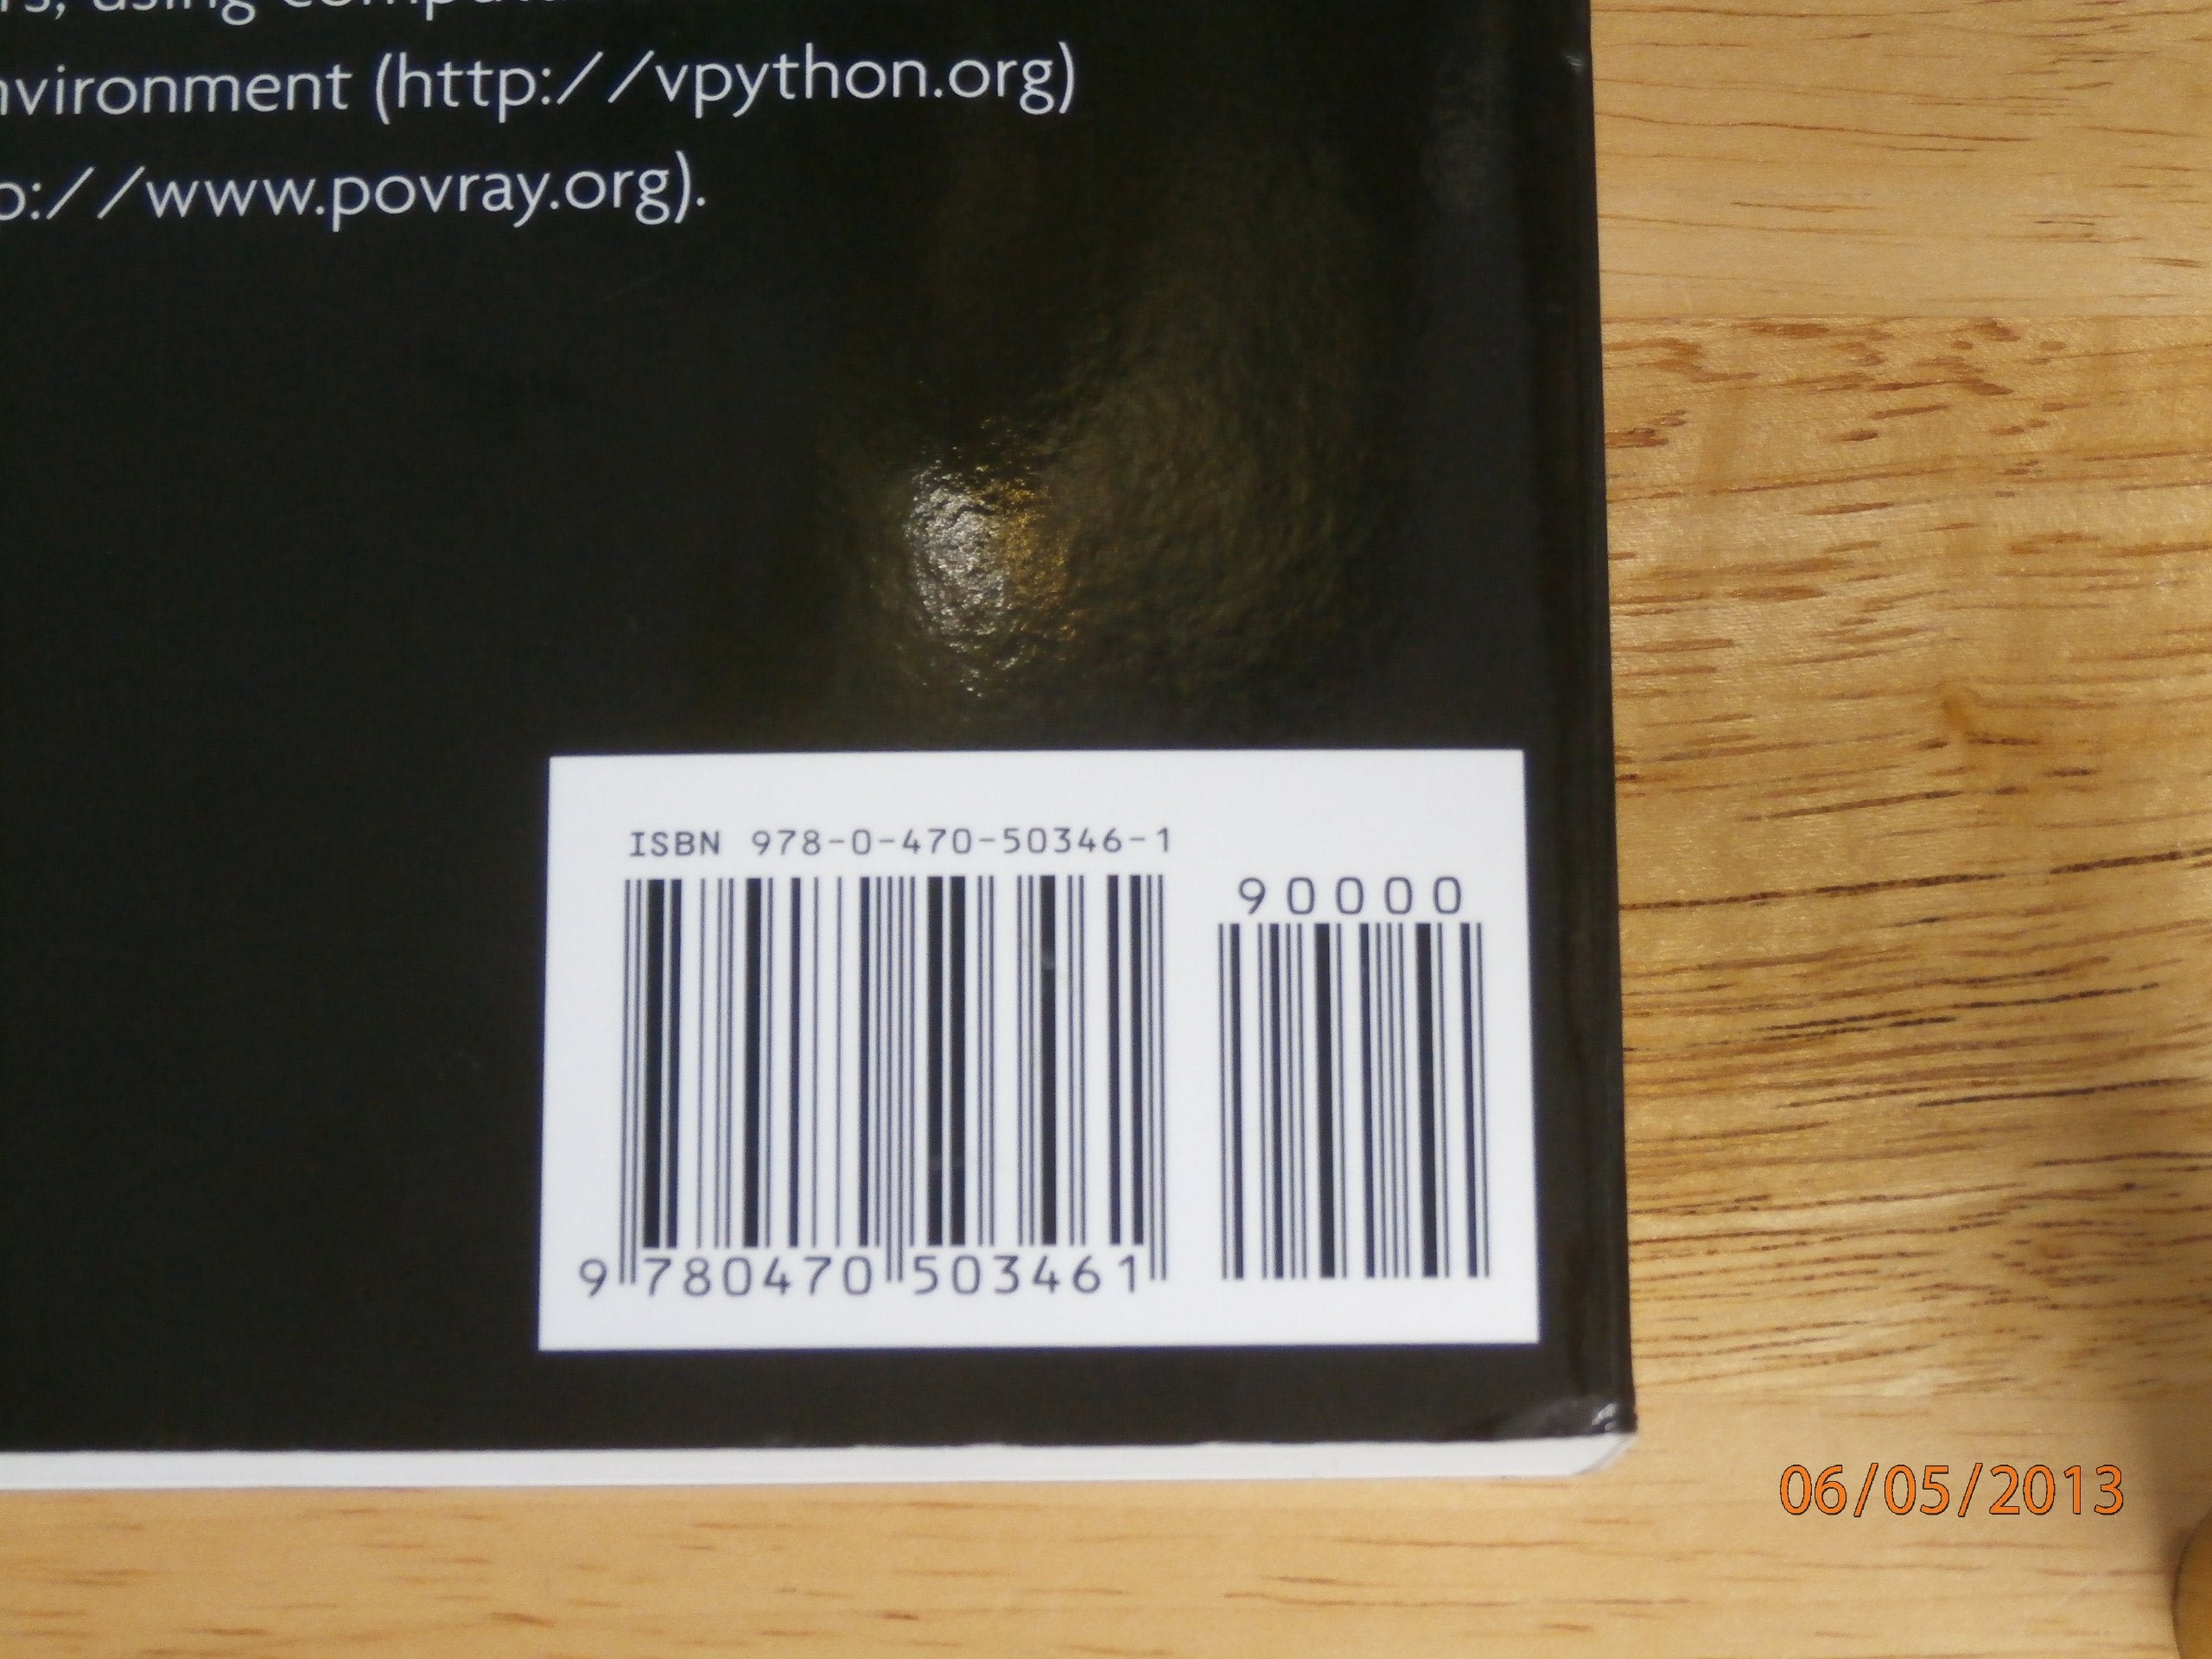 using
nvironment (http://vpython.org)
p://www.povray.org).
ISBN 978-0-470-50346-1
90000
9 780470 503461
06/05/2013